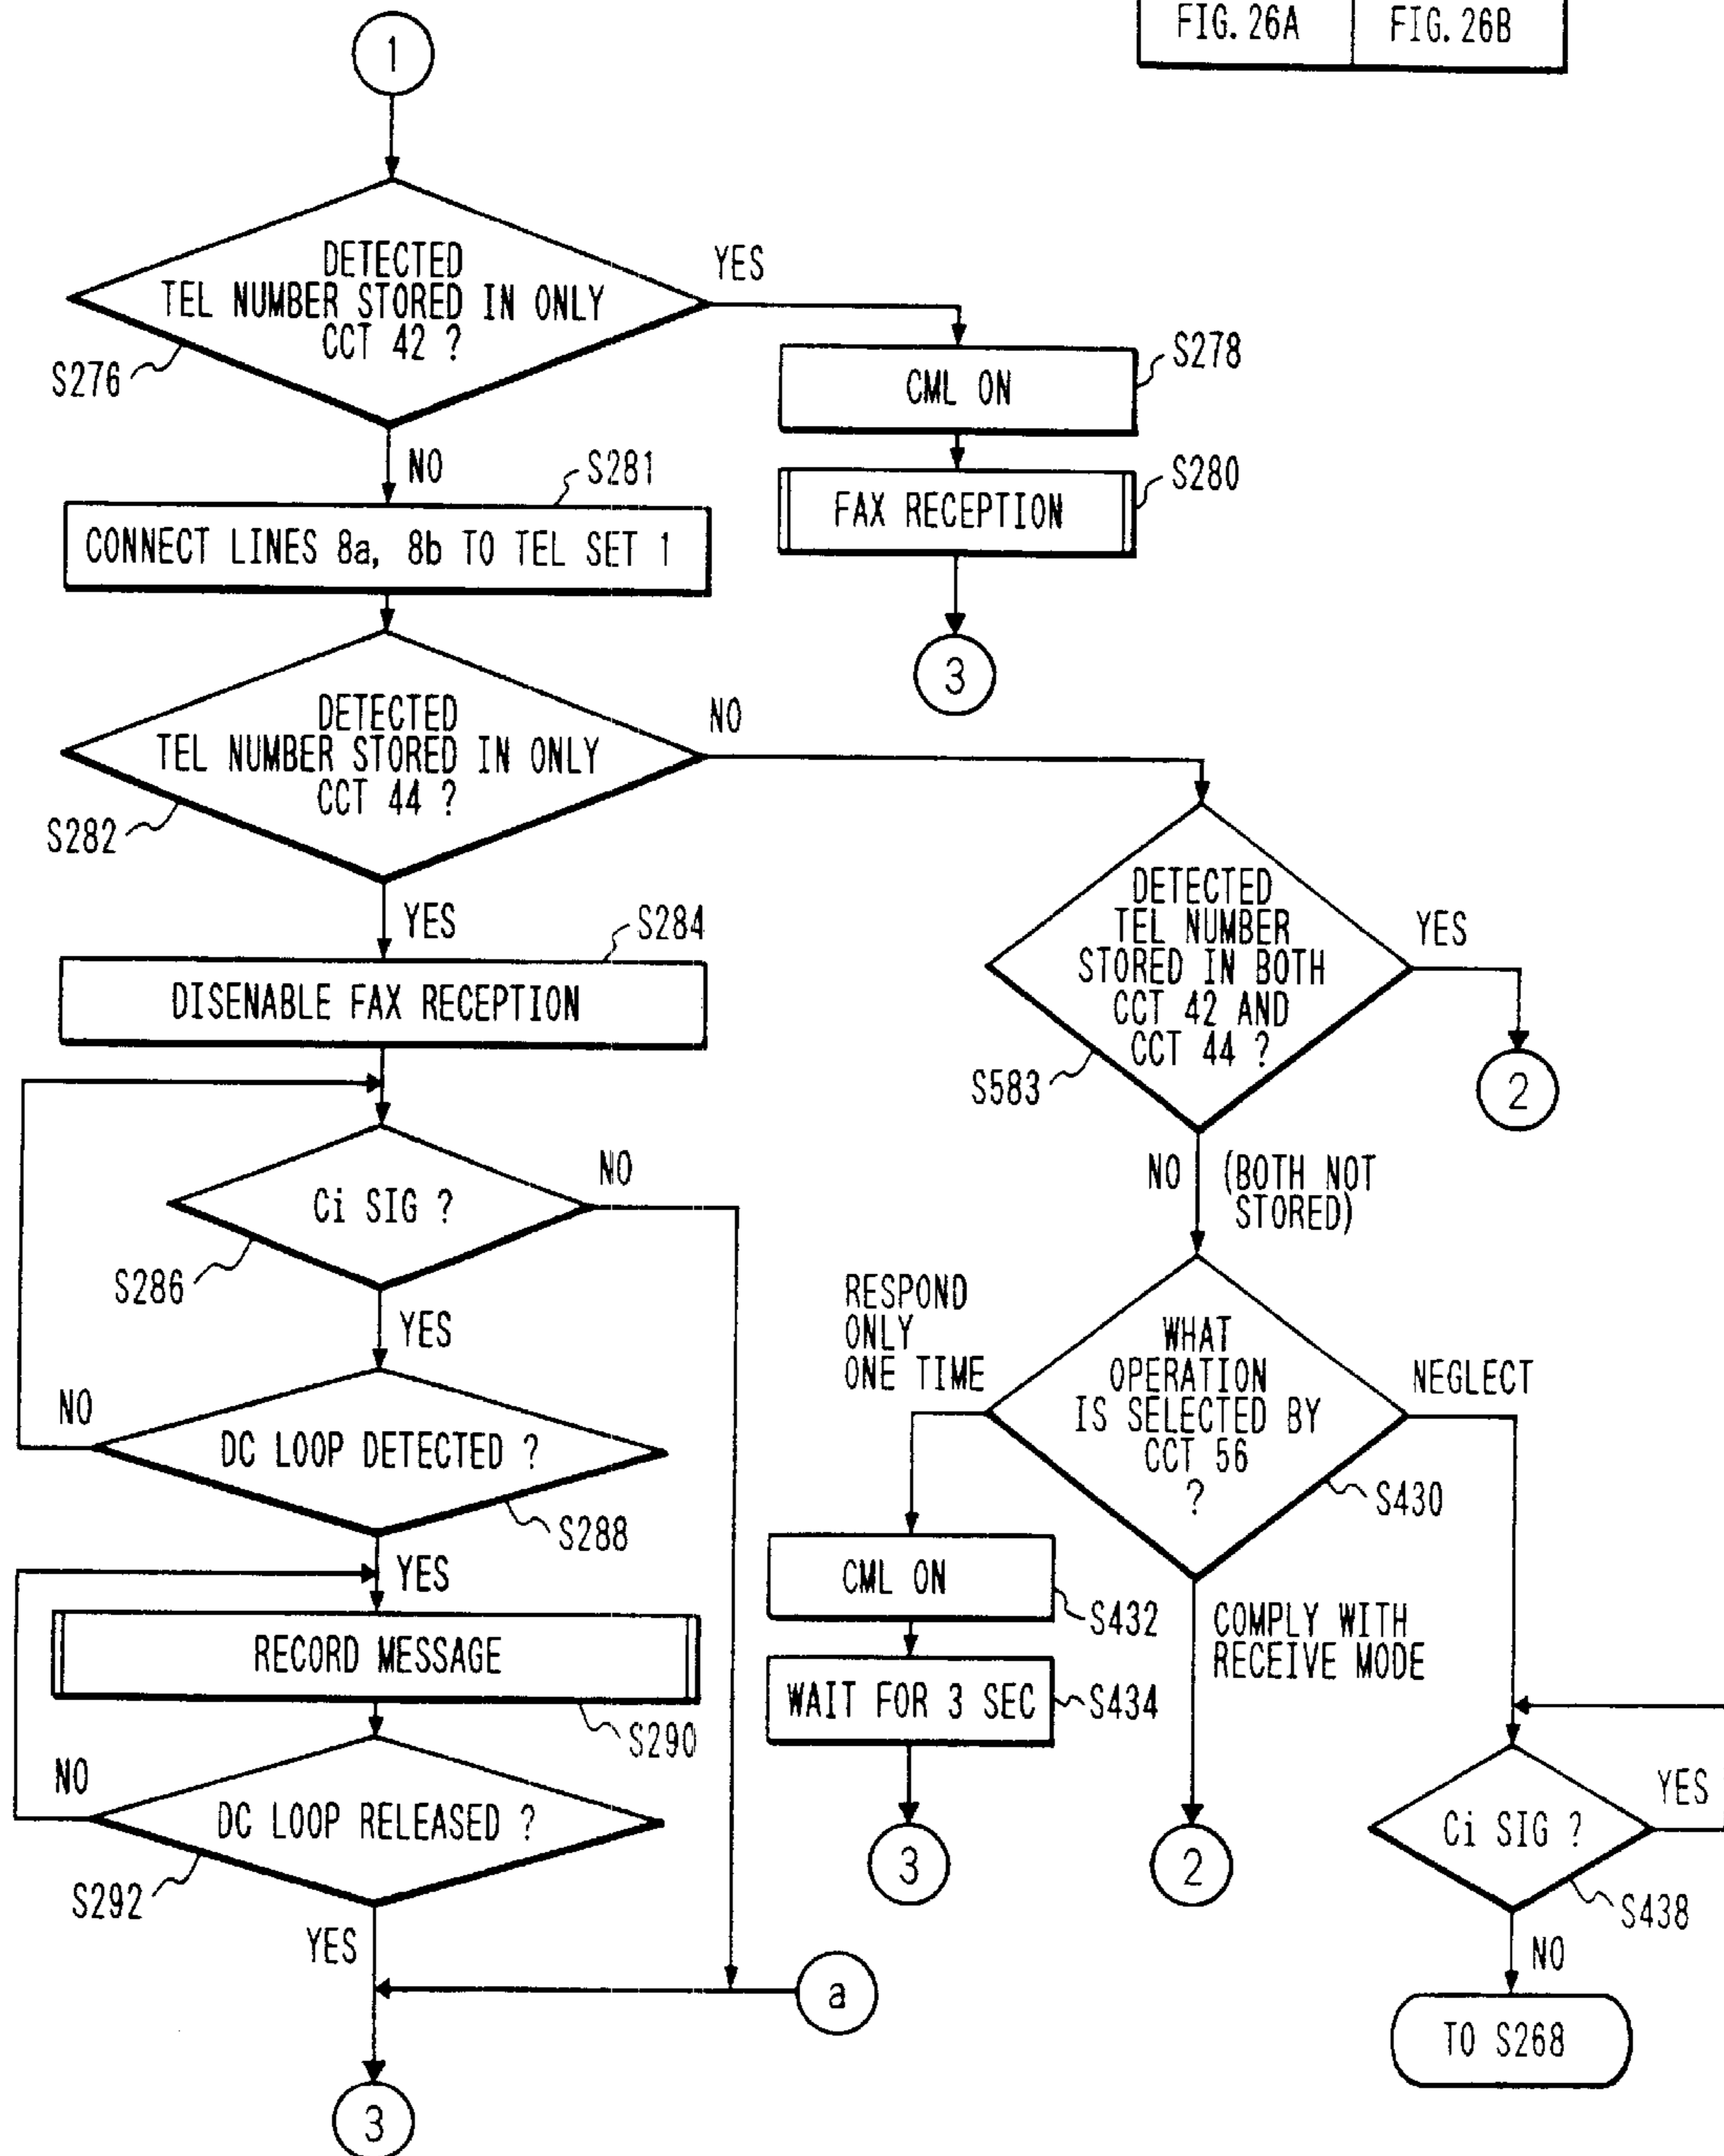 FIG. 26A
FIG. 26B
1
DETECTED
TEL NUMBER STORED IN ONLY
CCT 42 ?
S276
YES
NO
S278
CML ON
S280
FAX RECEPTION
3
S281
CONNECT LINES 8a, 8b TO TEL SET 1
DETECTED
TEL NUMBER STORED IN ONLY
CCT 44 ?
S282
NO
YES
S284
DISENABLE FAX RECEPTION
Ci SIG ?
S286
NO
YES
DC LOOP DETECTED ?
S288
NO
YES
RECORD MESSAGE
S290
DC LOOP RELEASED ?
S292
NO
YES
a
3
DETECTED
TEL NUMBER
STORED IN BOTH
CCT 42 AND
CCT 44 ?
S583
YES
2
NO
(BOTH NOT
STORED)
WHAT
OPERATION
IS SELECTED BY
CCT 56
?
S430
RESPOND
ONLY
ONE TIME
NEGLECT
CML ON
S432
WAIT FOR 3 SEC
S434
3
COMPLY WITH
RECEIVE MODE
2
Ci SIG ?
S438
YES
NO
TO S268